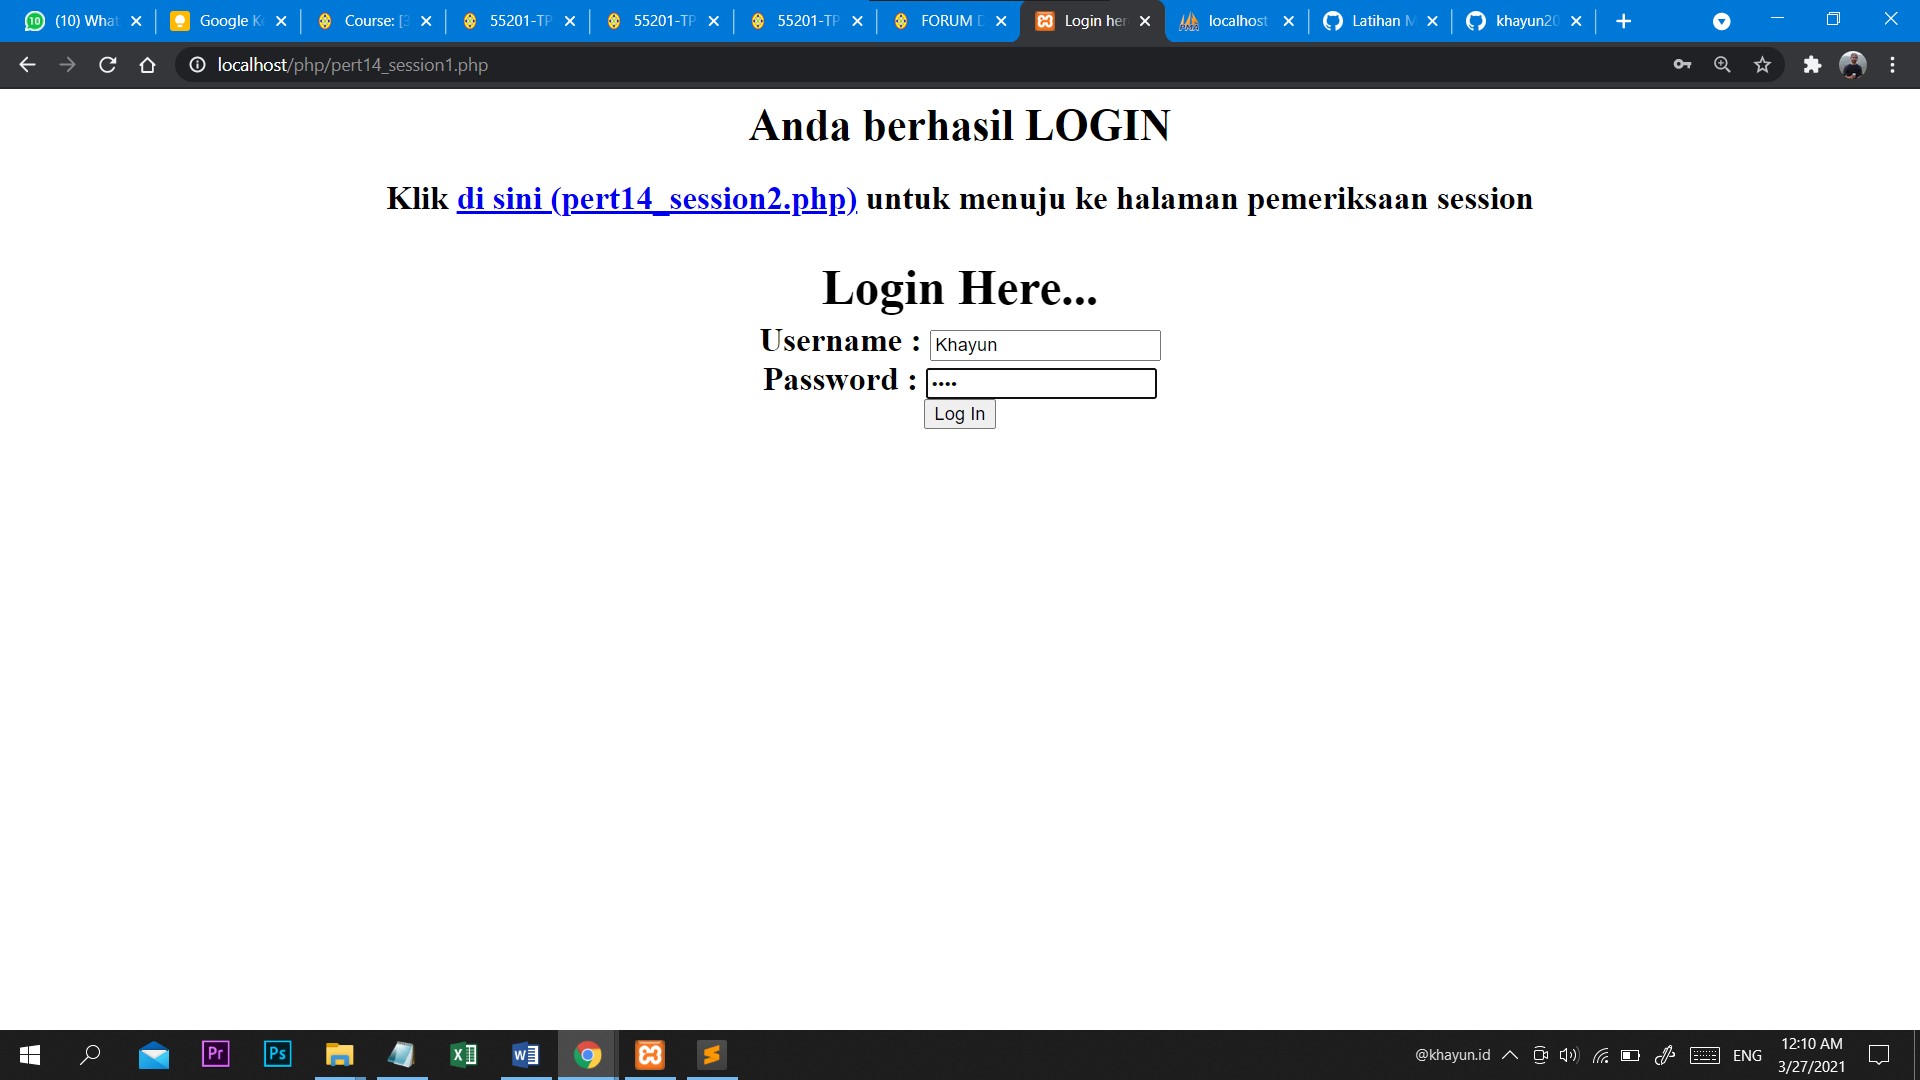 (10) What
Google Ke
Course: [3
55201-TP
55201-TP
55201-TP
FORUM D
Login her
localhost
Latihan M
khayun20
localhost/php/pert14_session1.php
Anda berhasil LOGIN
Klik di sini (pert14_session2.php) untuk menuju ke halaman pemeriksaan session
Login Here...
Username : Khayun
Password : ••••
Log In
Pr
Ps
@khayun.id
ENG
12:10 AM
3/27/2021